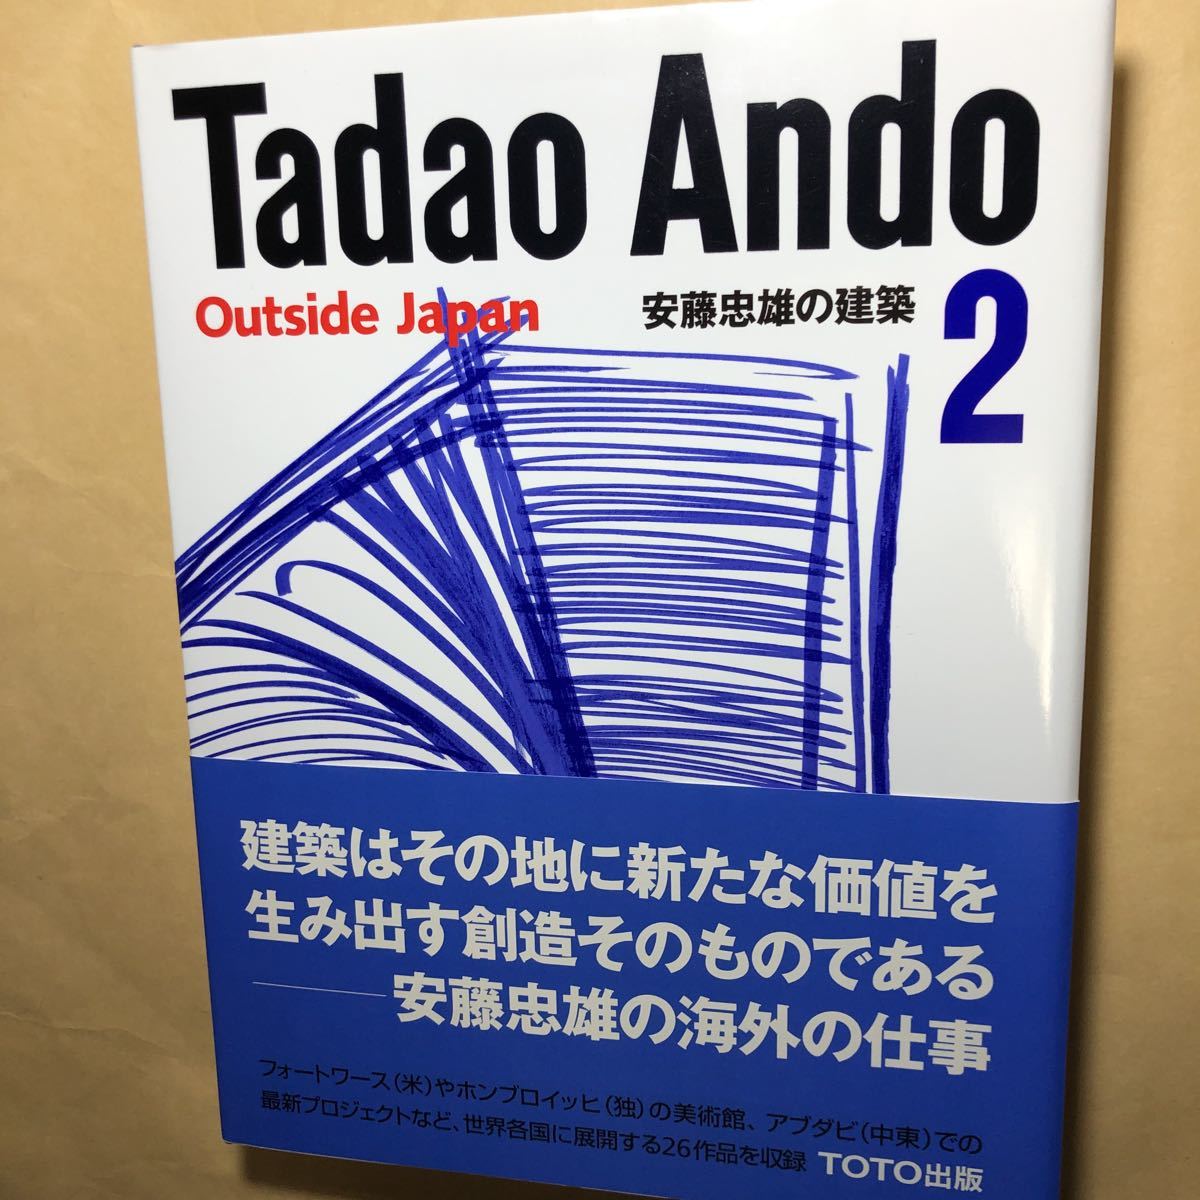 Tadao Ando
Outside Japan
安藤忠雄の建築
2
建築はその地に新たな価値を
生み出す創造そのものである
――安藤忠雄の海外の仕事
フォートワース(米)やホンブロイッヒ(独)の美術館、アブダビ(中東)での
最新プロジェクトなど、世界各国に展開する26作品を収録
TOTO出版